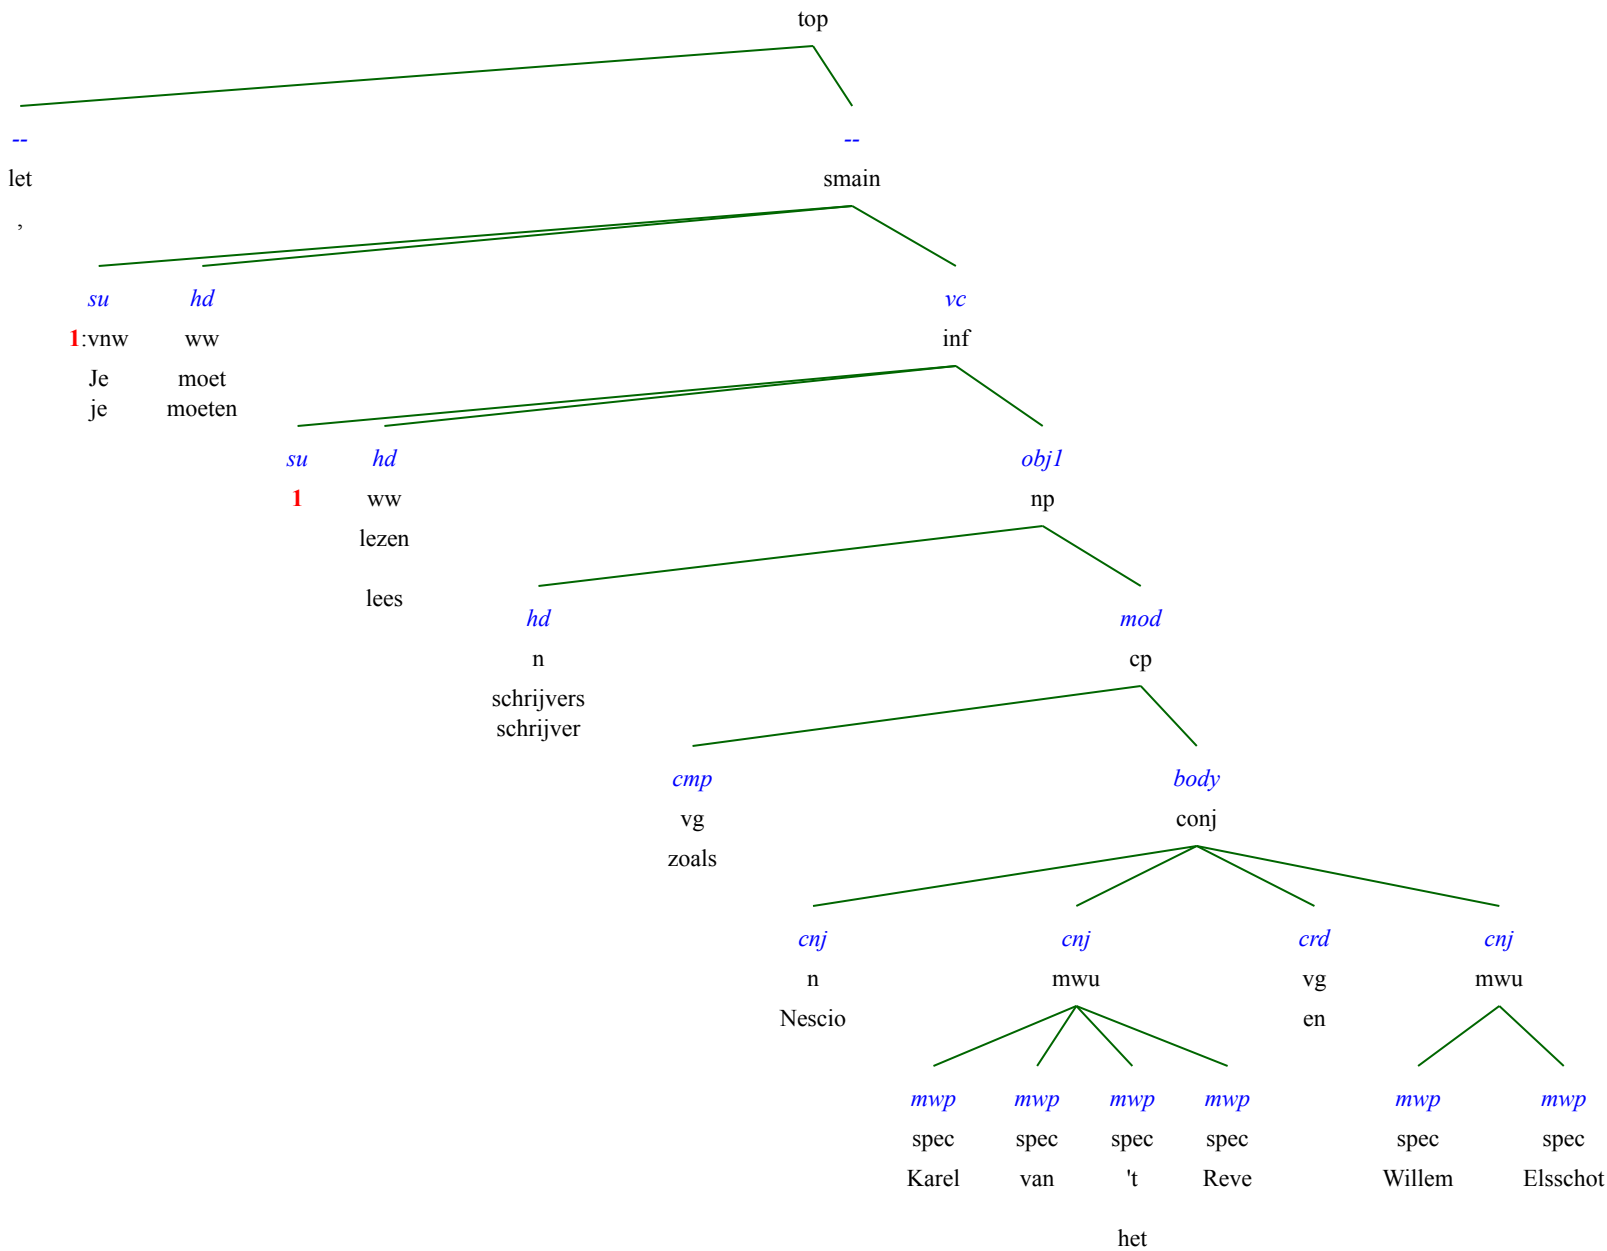 top
-- --
let smain
,
su hd vc
1:vnw ww inf
Je moet
je moeten
su hd obj1
1 ww np
lezen
lees
hd mod
n cp
schrijvers
schrijver
cmp body
vg conj
zoals
cnj cnj crd cnj
n mwu vg mwu
Nescio en
mwp mwp mwp mwp mwp mwp
spec spec spec spec spec spec
Karel van 't Reve Willem Elsschot
het